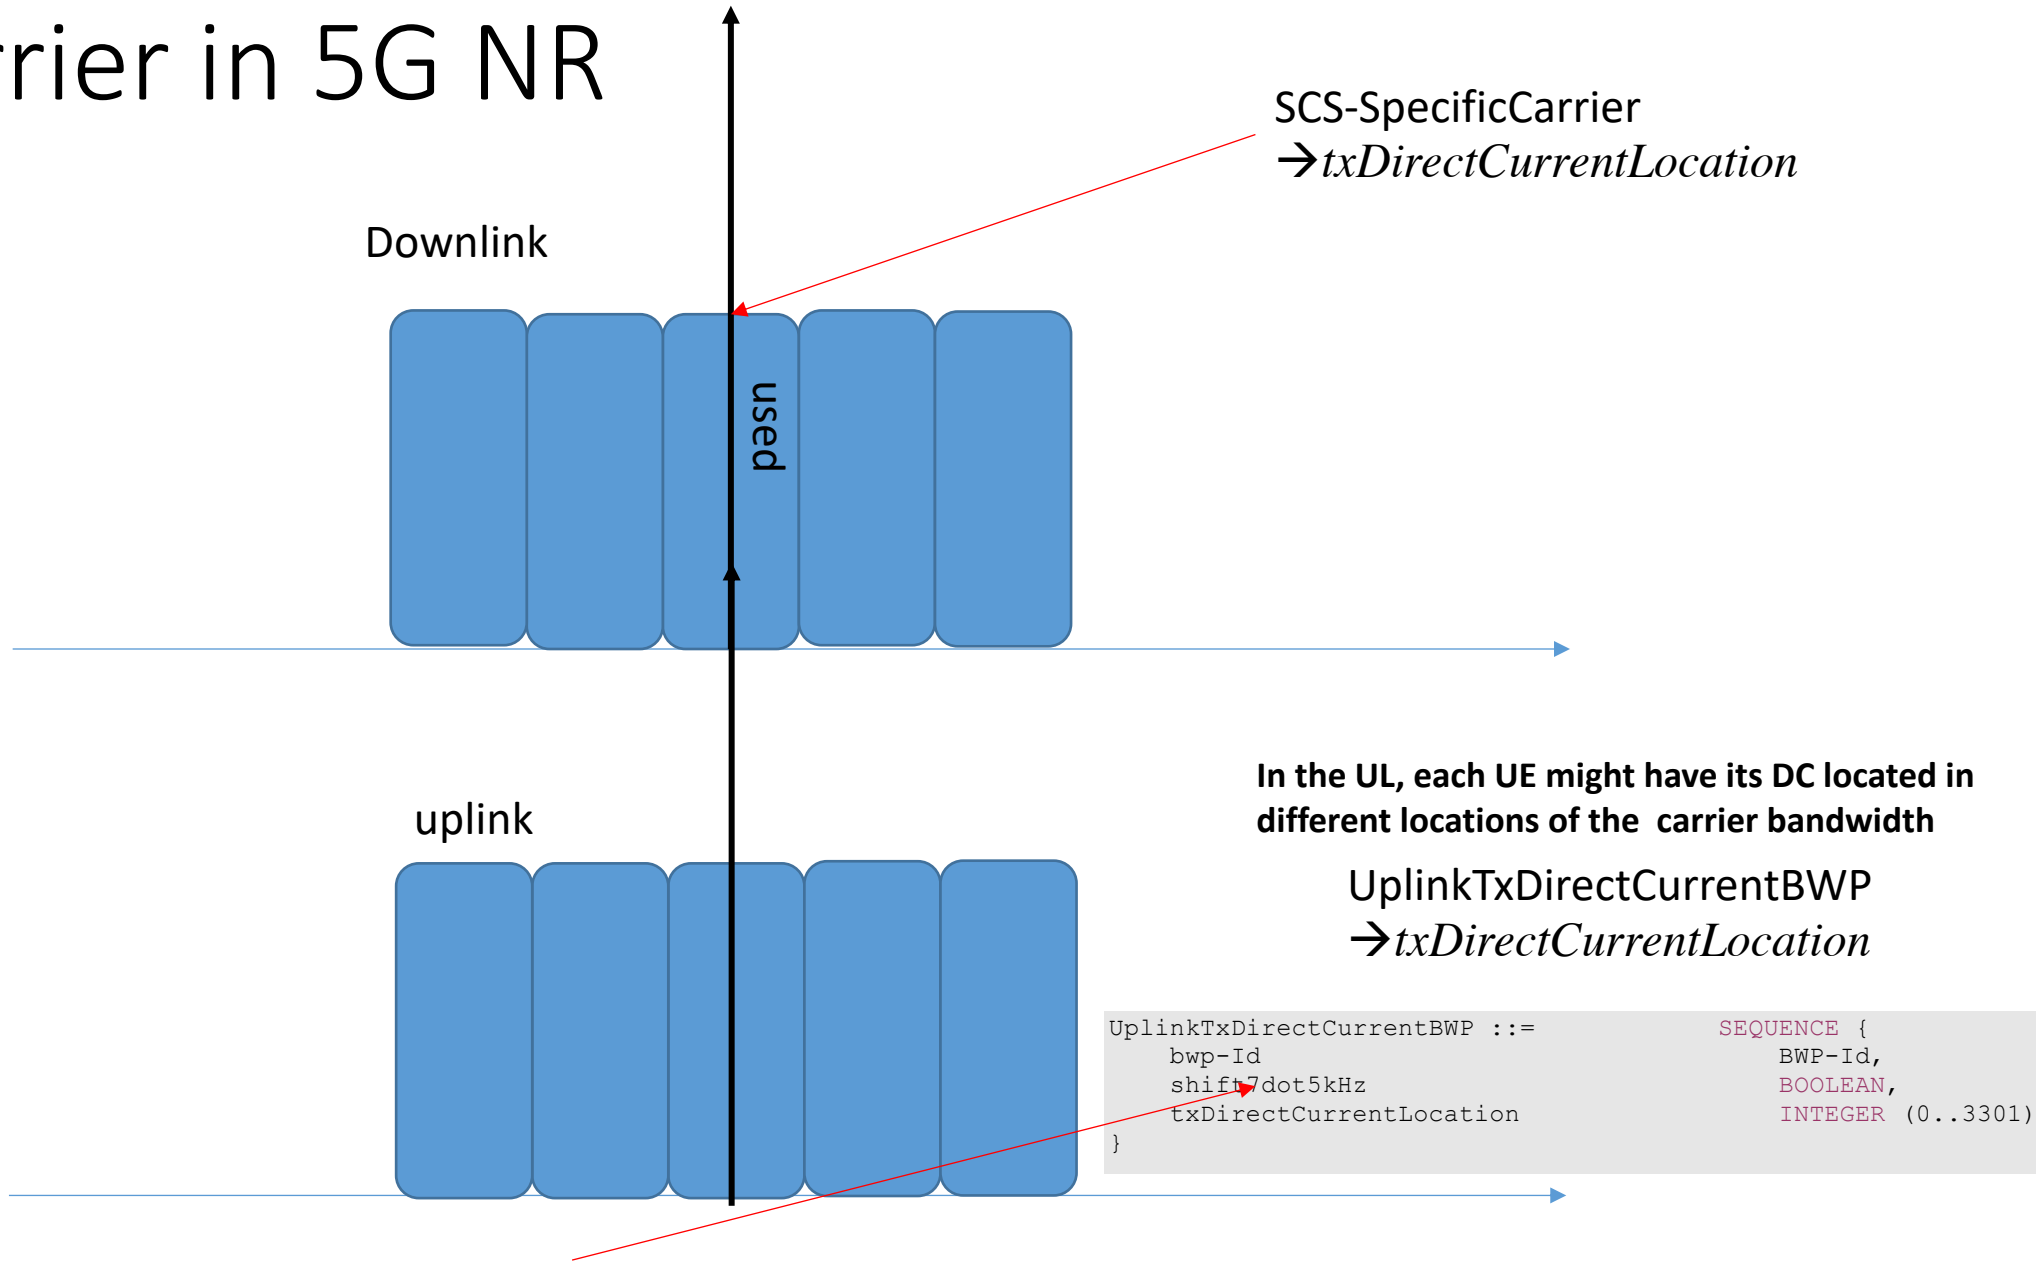 rrier in 5G NR
SCS-SpecificCarrier
→txDirectCurrentLocation
Downlink
used
In the UL, each UE might have its DC located in
different locations of the  carrier bandwidth
uplink
UplinkTxDirectCurrentBWP
→txDirectCurrentLocation
UplinkTxDirectCurrentBWP ::= SEQUENCE {
bwp-Id BWP-Id,
shift7dot5kHz BOOLEAN,
txDirectCurrentLocation INTEGER (0..3301)
}